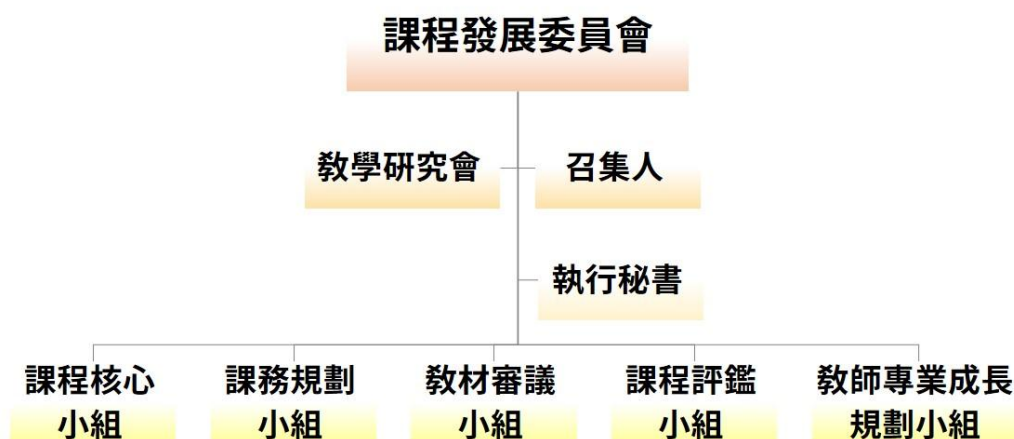 課程發展委員會
教學研究會
召集人
執行秘書
課程核心
小組
課務規劃
小組
教材審議
小組
課程評鑑
小組
教師專業成長
規劃小組